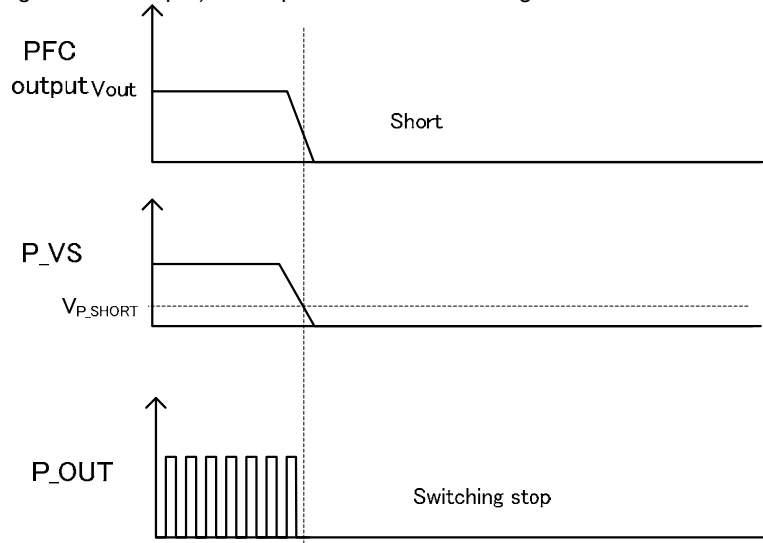 PFC
output Vout
Short
P_VS
VP_SHORT
P_OUT
Switching stop